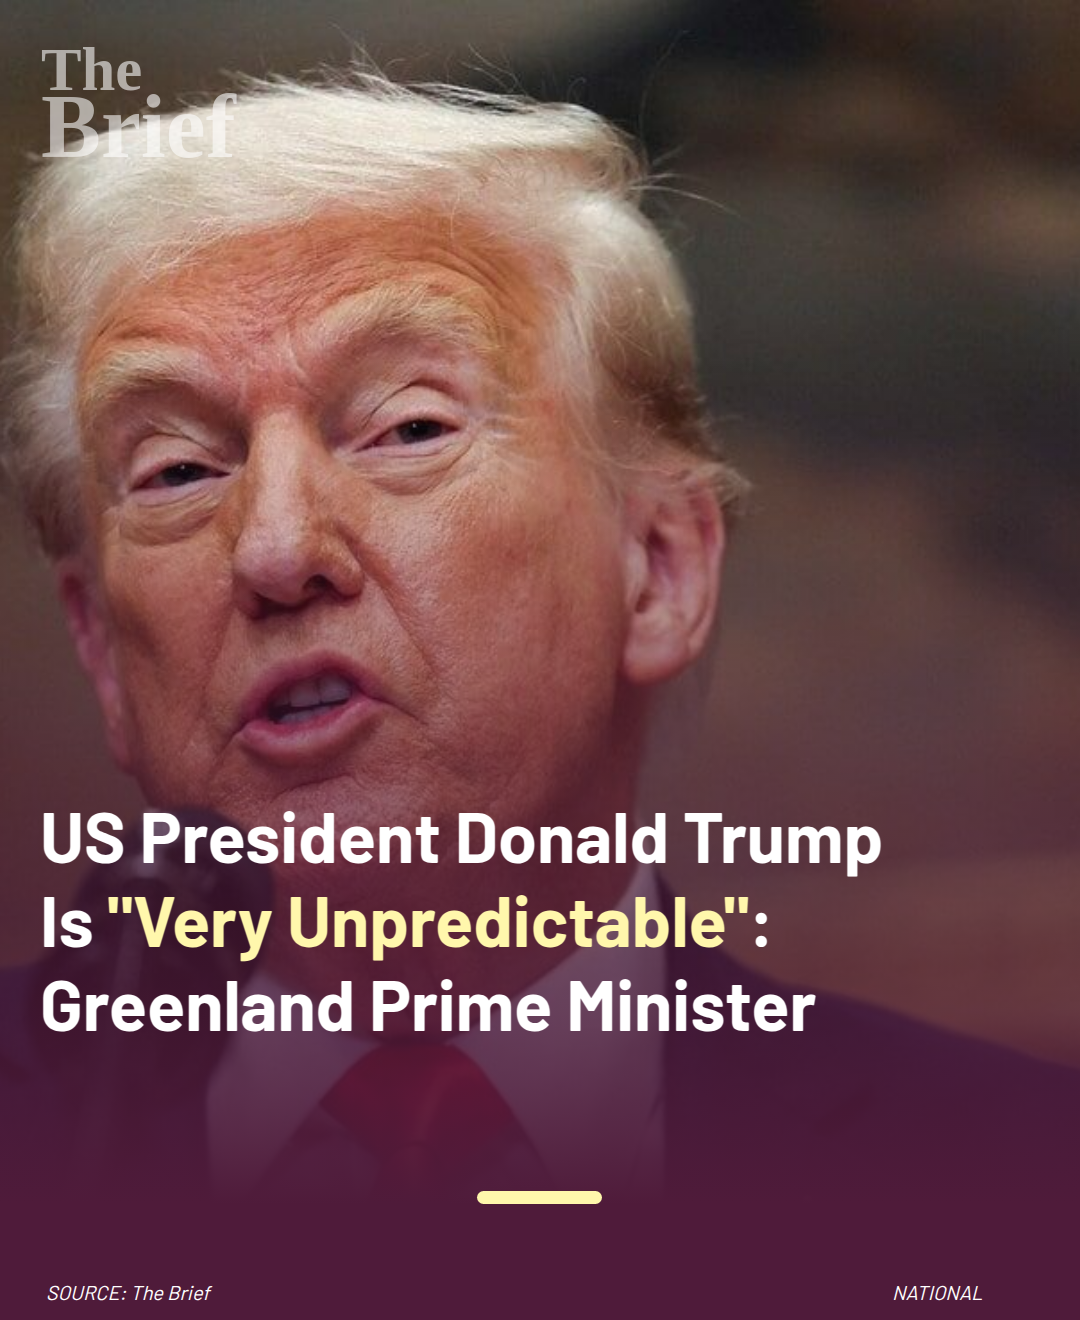 The
Brief
US President Donald Trump
Is "Very Unpredictable":
Greenland Prime Minister
SOURCE: The Brief
NATIONAL